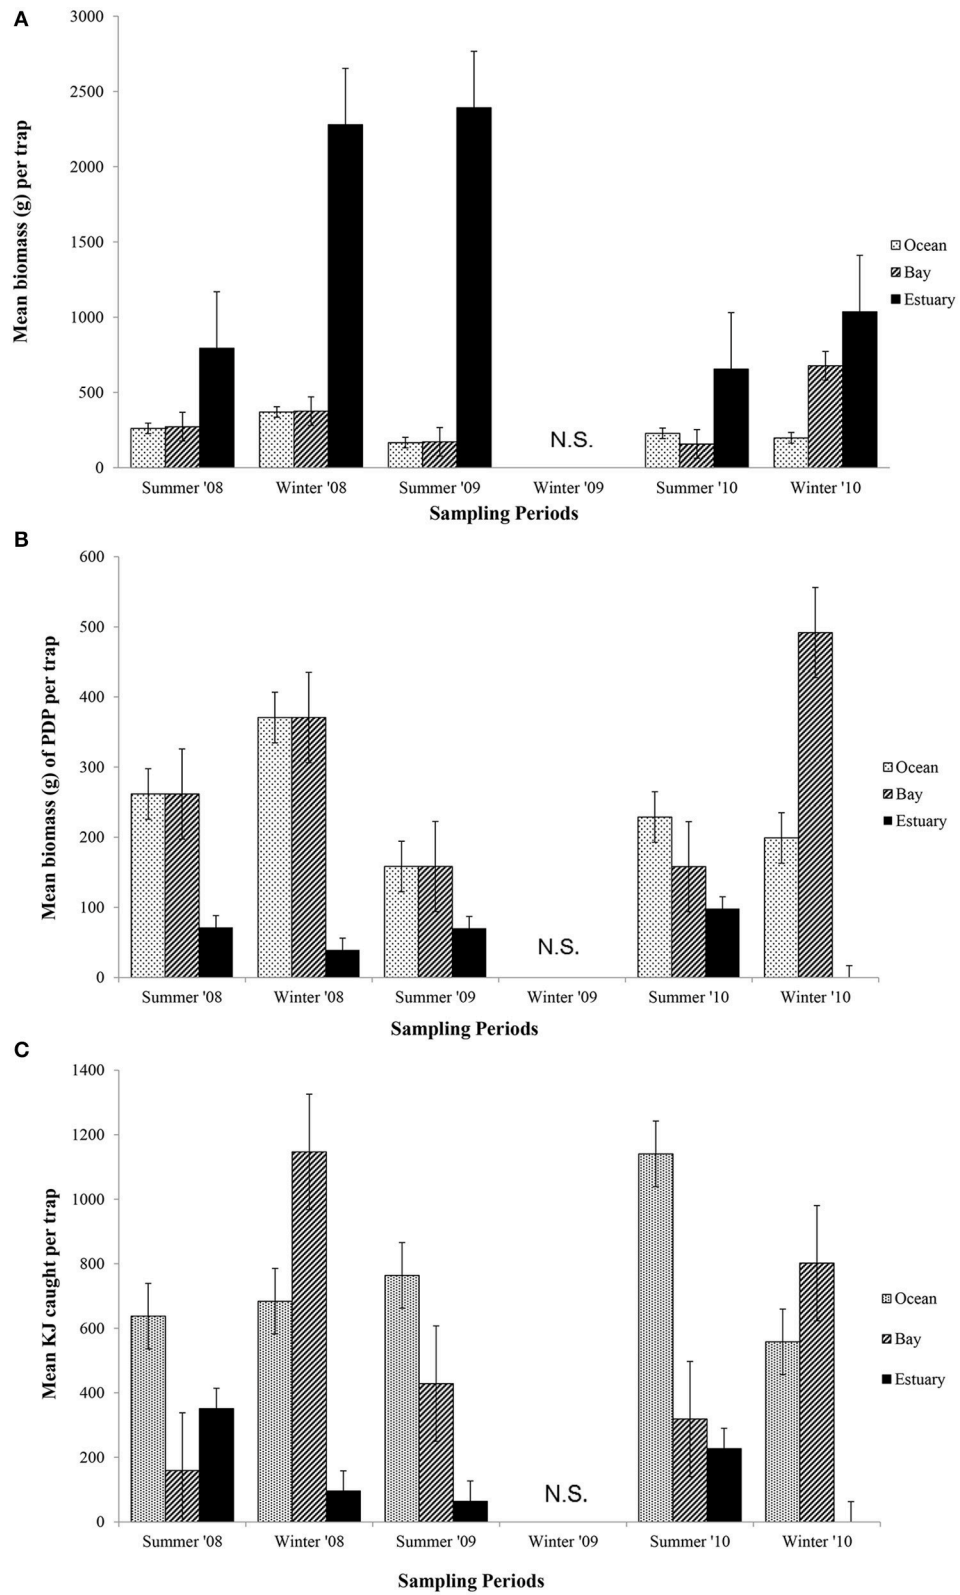 A
3000
2500
2000
1500
1000
500
0
Mean biomass (g) per trap
N.S.
Ocean
Bay
Estuary
Summer '08 Winter '08 Summer '09 Winter '09 Summer '10 Winter '10
Sampling Periods
B
600
500
400
300
200
100
0
Mean biomass (g) of PDP per trap
N.S.
Ocean
Bay
Estuary
Summer '08 Winter '08 Summer '09 Winter '09 Summer '10 Winter '10
Sampling Periods
C
1400
1200
1000
800
600
400
200
0
Mean KJ caught per trap
N.S.
Ocean
Bay
Estuary
Summer '08 Winter '08 Summer '09 Winter '09 Summer '10 Winter '10
Sampling Periods